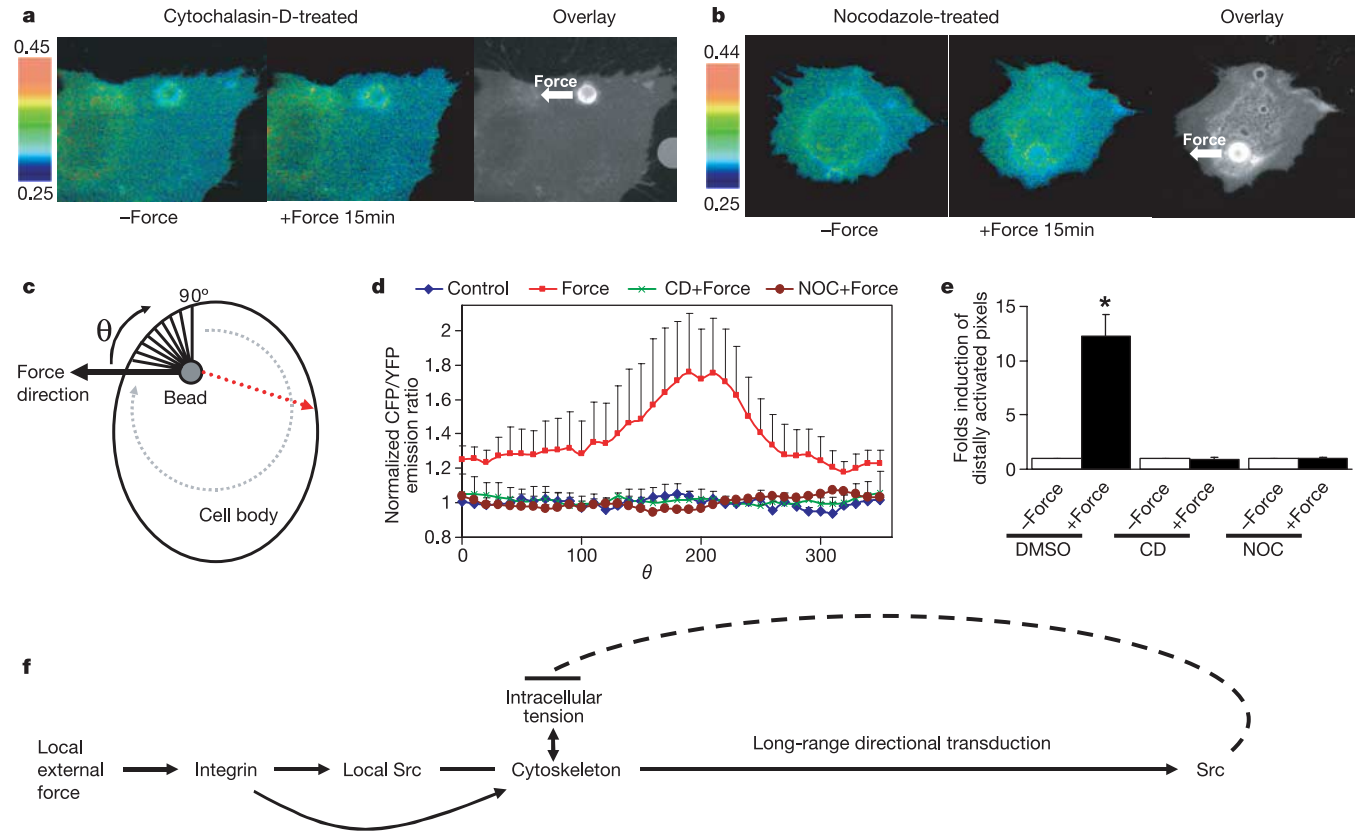 a
Cytochalasin-D-treated
Overlay
0.45
0.25
Force
–Force
+Force 15min
b
Nocodazole-treated
Overlay
0.44
0.25
Force
–Force
+Force 15min
c
90º
θ
Force
direction
Bead
Cell body
d
Control
Force
CD+Force
NOC+Force
Normalized CFP/YFP
emission ratio
2
1.8
1.6
1.4
1.2
1
0.8
0
100
200
300
θ
e
Folds induction of
distally activated pixels
15
10
5
0
*
–Force
+Force
–Force
+Force
–Force
+Force
DMSO
CD
NOC
f
Local
external
force
Integrin
Local Src
Intracellular
tension
Cytoskeleton
Long-range directional transduction
Src